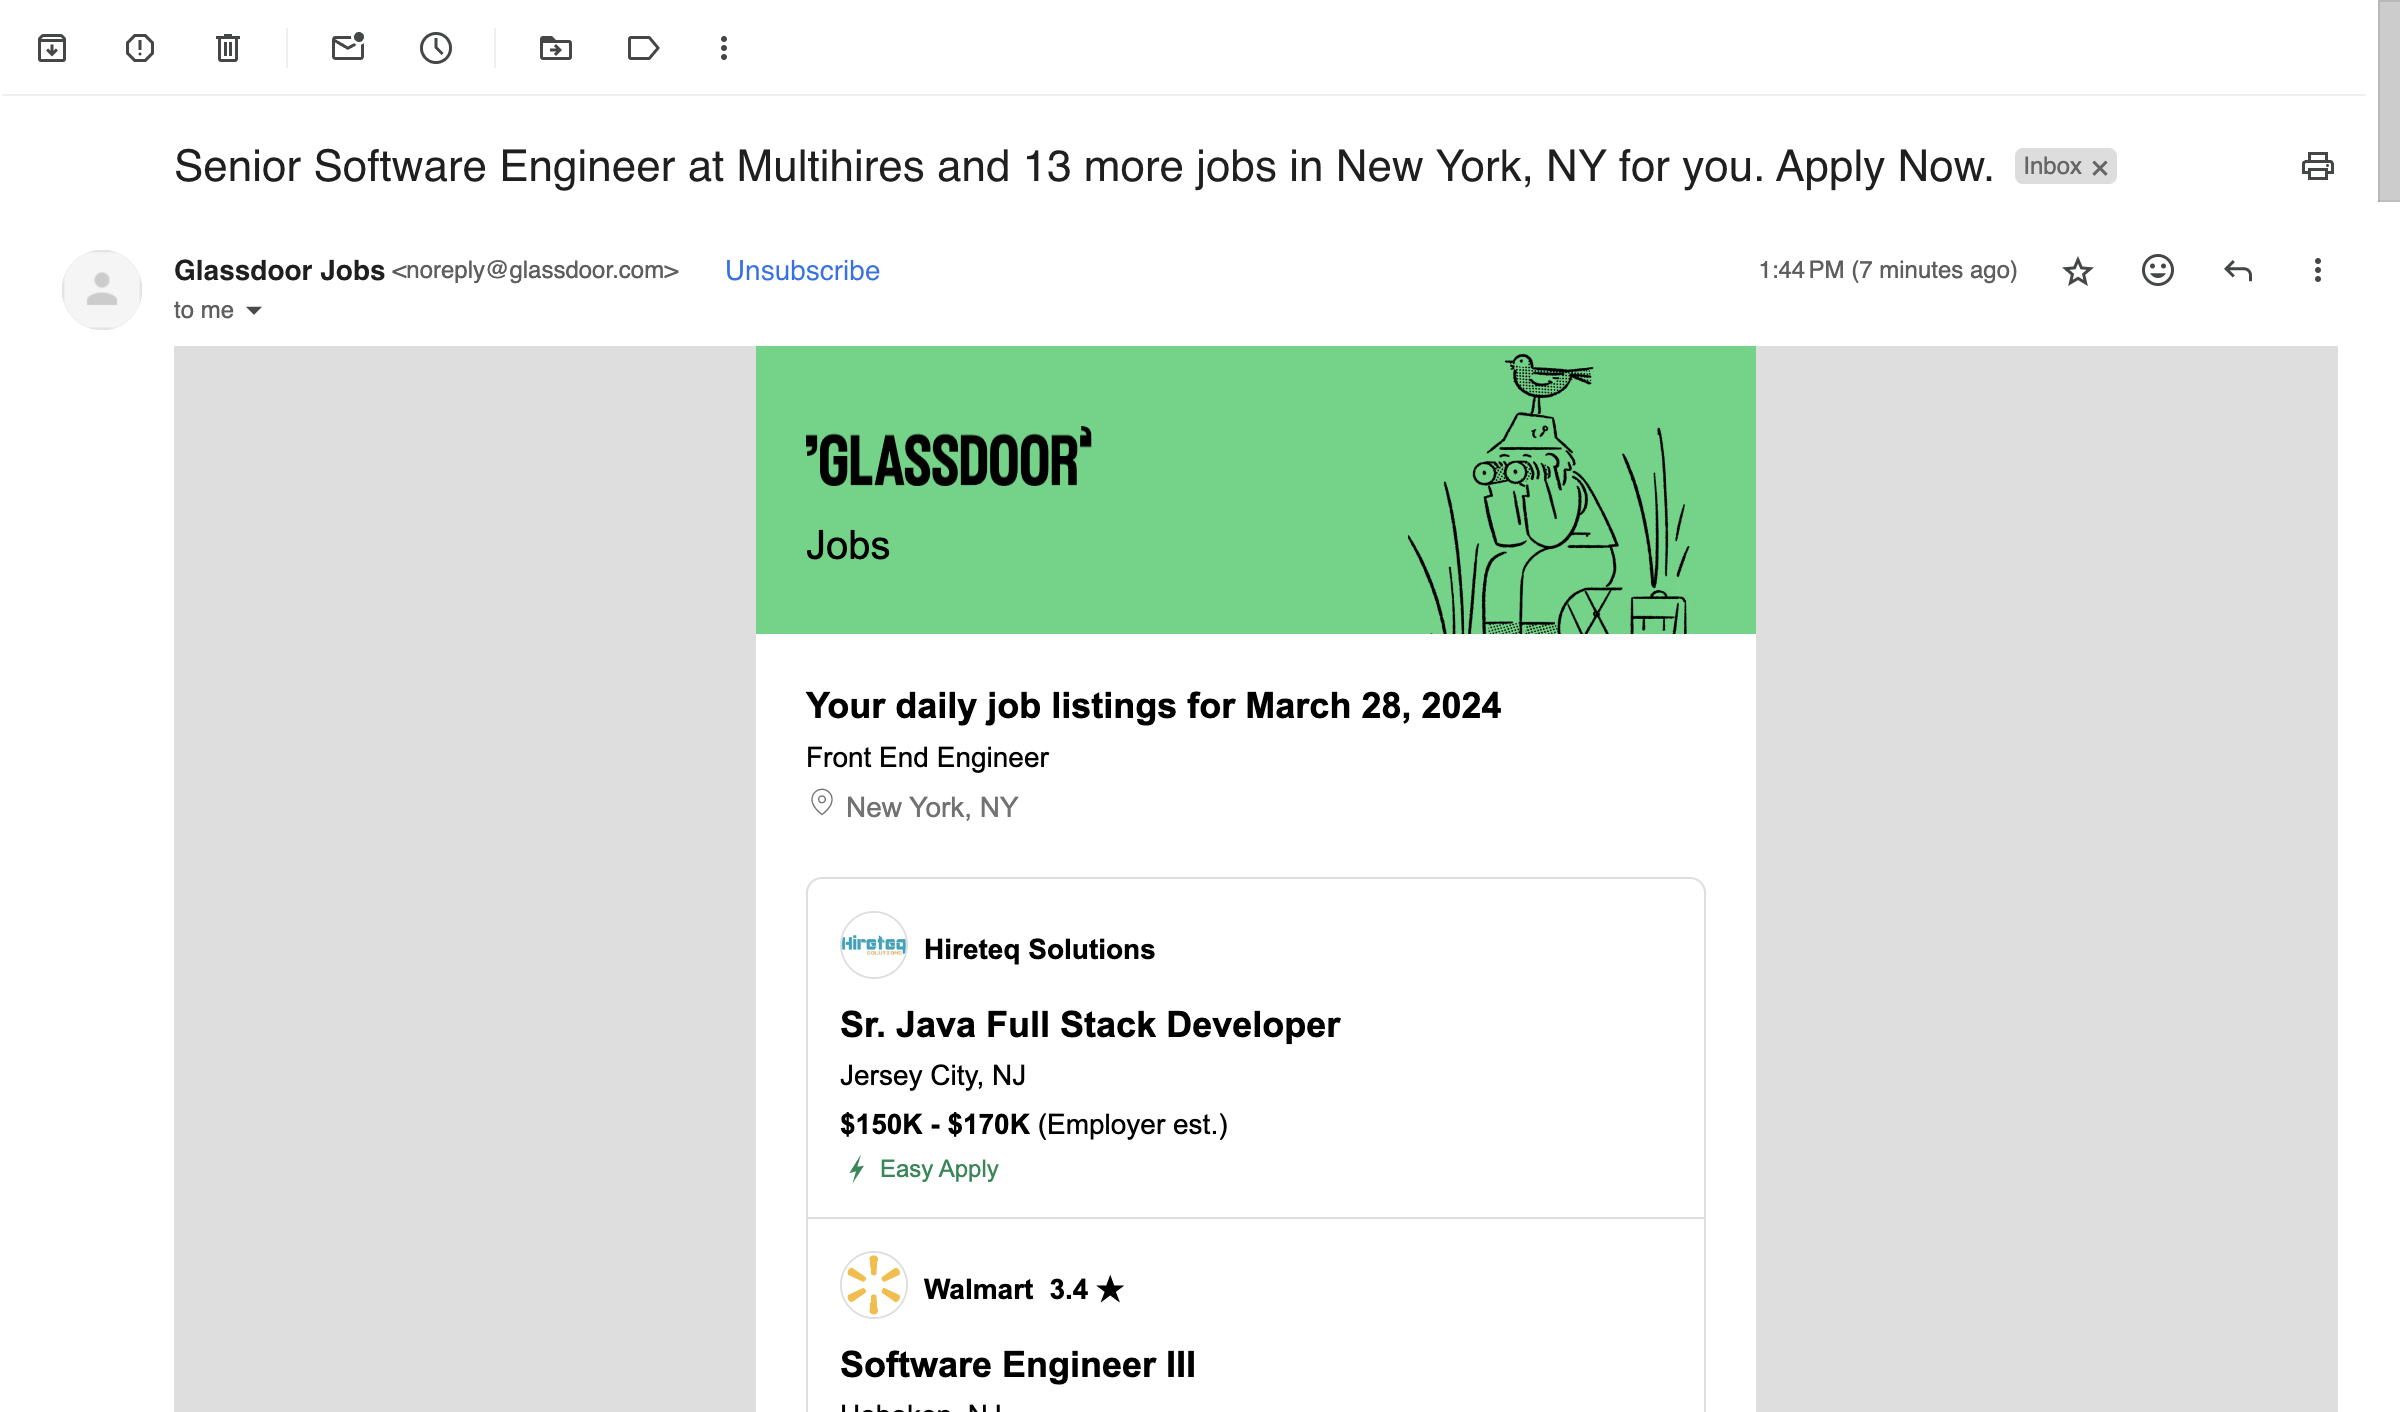 Senior Software Engineer at Multihires and 13 more jobs in New York, NY for you. Apply Now. Inbox
Glassdoor Jobs <noreply@glassdoor.com> Unsubscribe 1:44 PM (7 minutes ago)
to me
GLASSDOOR
Jobs
Your daily job listings for March 28, 2024
Front End Engineer
New York, NY
Hireteq
SOLUTIONS
Hireteq Solutions
Sr. Java Full Stack Developer
Jersey City, NJ
$150K - $170K (Employer est.)
Easy Apply
Walmart 3.4 ★
Software Engineer III
Hoboken, NJ